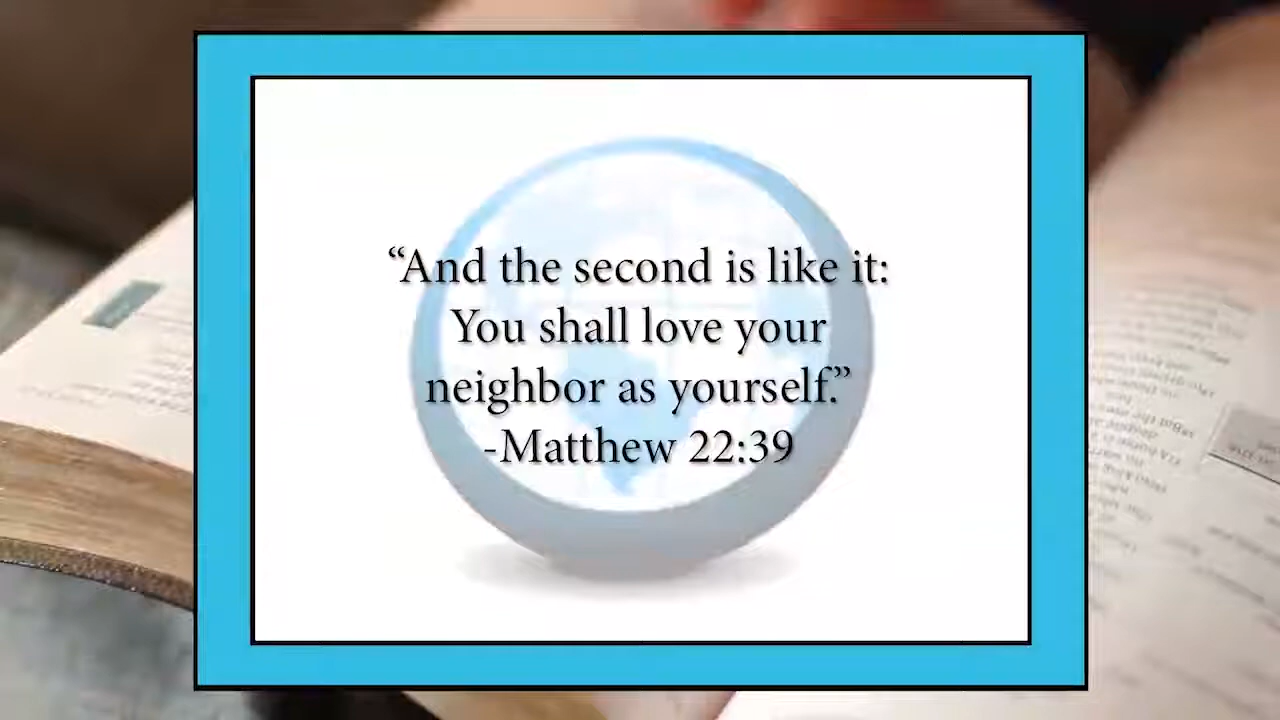 “And the second is like it:
You shall love your
neighbor as yourself.”
-Matthew 22:39